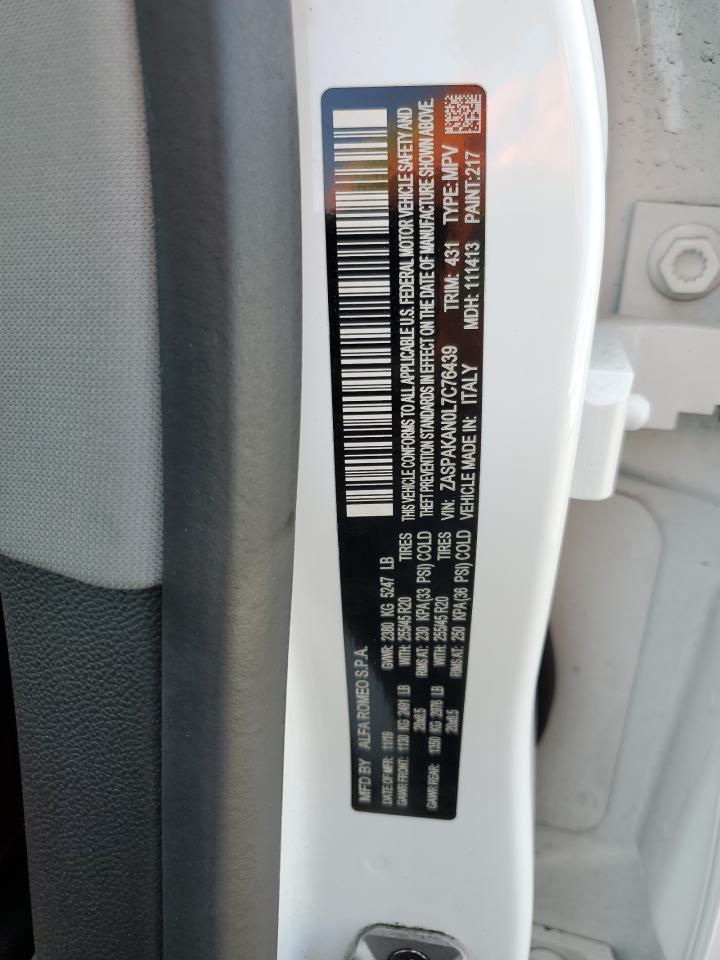 MFD BY ALFA ROMEO S.P.A.
DATE OF MFR: 11/19 GVWR: 2380 KG 5247 LB
GAWR FRONT: 1130 KG 2491 LB WITH: 255/45 R20 TIRES
20x8.5 RIMS AT: 230 KPA(33 PSI) COLD
GAWR REAR: 1350 KG 2976 LB WITH: 255/45 R20 TIRES
20x8.5 RIMS AT: 250 KPA(36 PSI) COLD
THIS VEHICLE CONFORMS TO ALL APPLICABLE U.S. FEDERAL MOTOR VEHICLE SAFETY AND
THEFT PREVENTION STANDARDS IN EFFECT ON THE DATE OF MANUFACTURE SHOWN ABOVE.
VIN: ZASPAKAN0L7C76439 TRIM: 431 TYPE:MPV
VEHICLE MADE IN: ITALY MDH: 111413 PAINT:217